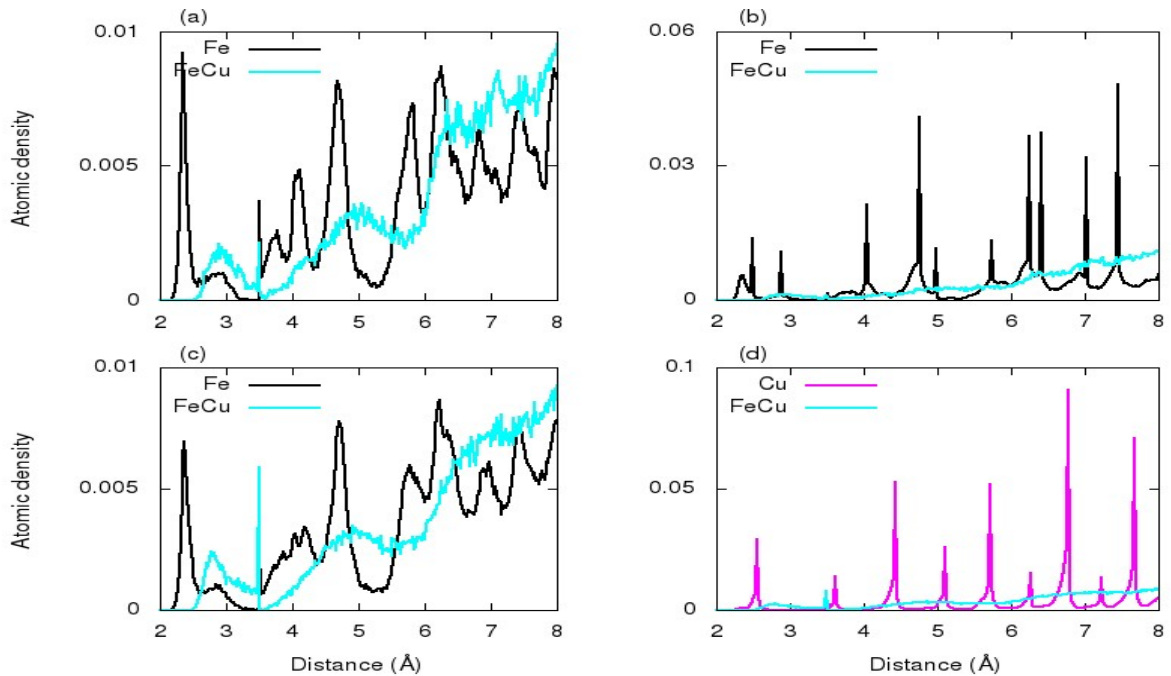 (a)
0.01
Fe
FeCu
0.005
0
2 3 4 5 6 7 8
Atomic density
(b)
0.06
Fe
FeCu
0.03
0
2 3 4 5 6 7 8
(c)
0.01
Fe
FeCu
0.005
0
2 3 4 5 6 7 8
Atomic density
Distance (Å)
(d)
0.1
Cu
FeCu
0.05
0
2 3 4 5 6 7 8
Distance (Å)